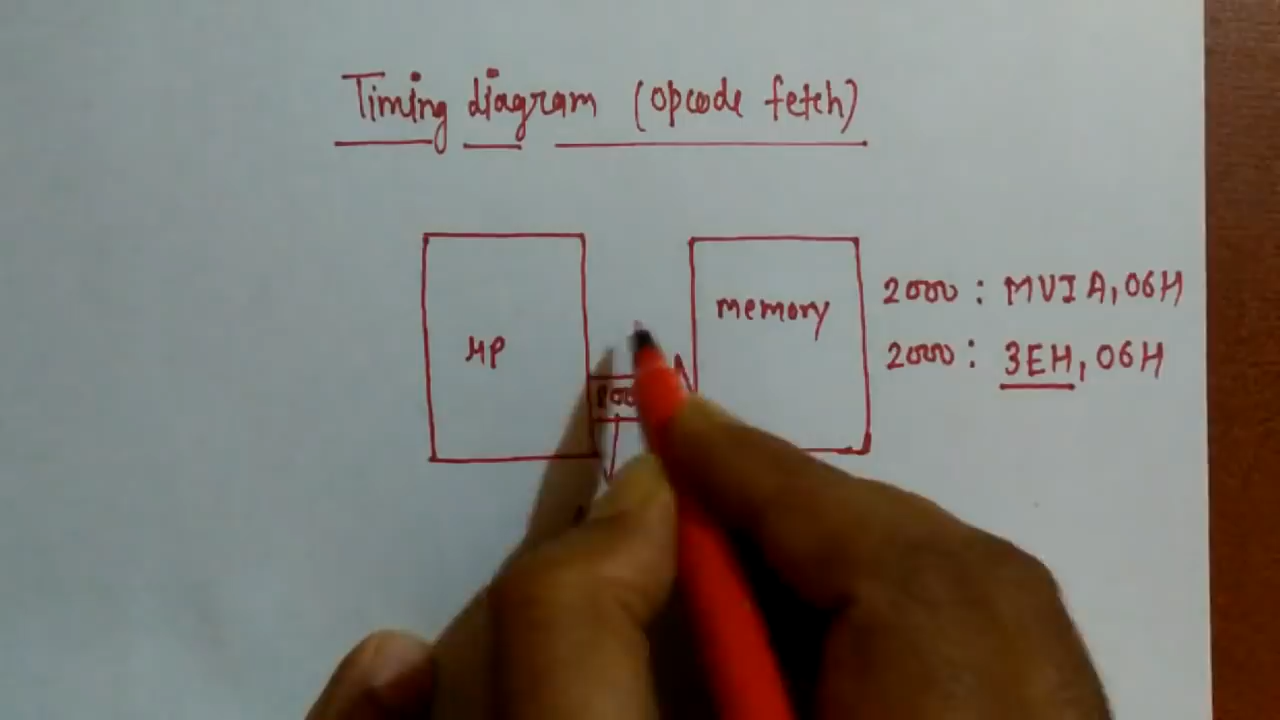 Timing diagram (opcode fetch)
μP
memory
2000 : MVI A, 06H
2000 : 3EH, 06H